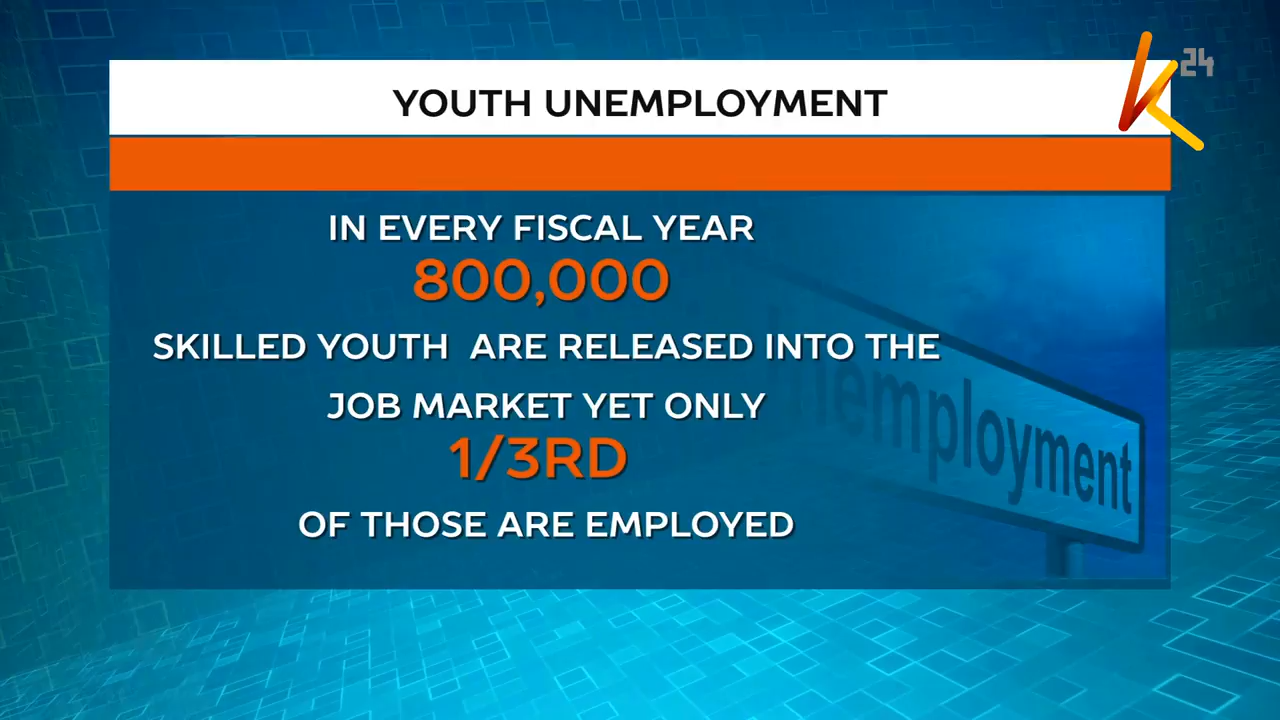 YOUTH UNEMPLOYMENT
K24
IN EVERY FISCAL YEAR
800,000
SKILLED YOUTH ARE RELEASED INTO THE
JOB MARKET YET ONLY
1/3RD
OF THOSE ARE EMPLOYED
Unemployment